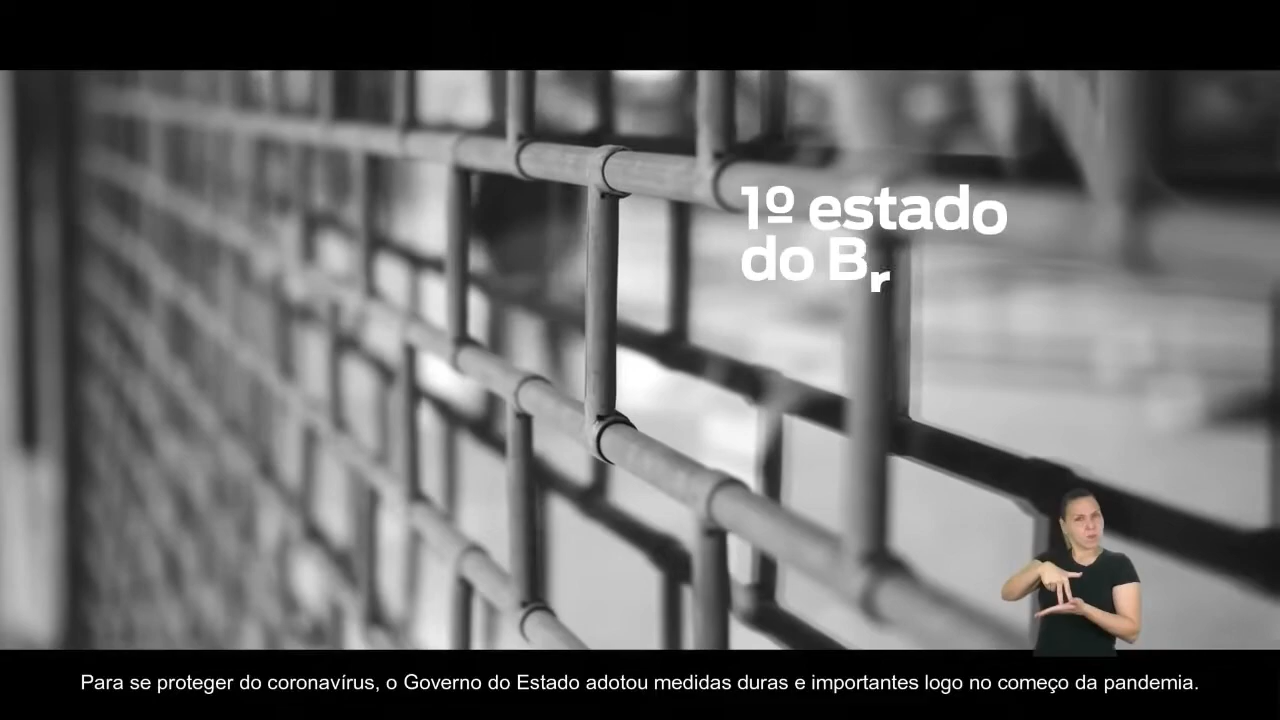 1º estado
do Br
Para se proteger do coronavírus, o Governo do Estado adotou medidas duras e importantes logo no começo da pandemia.